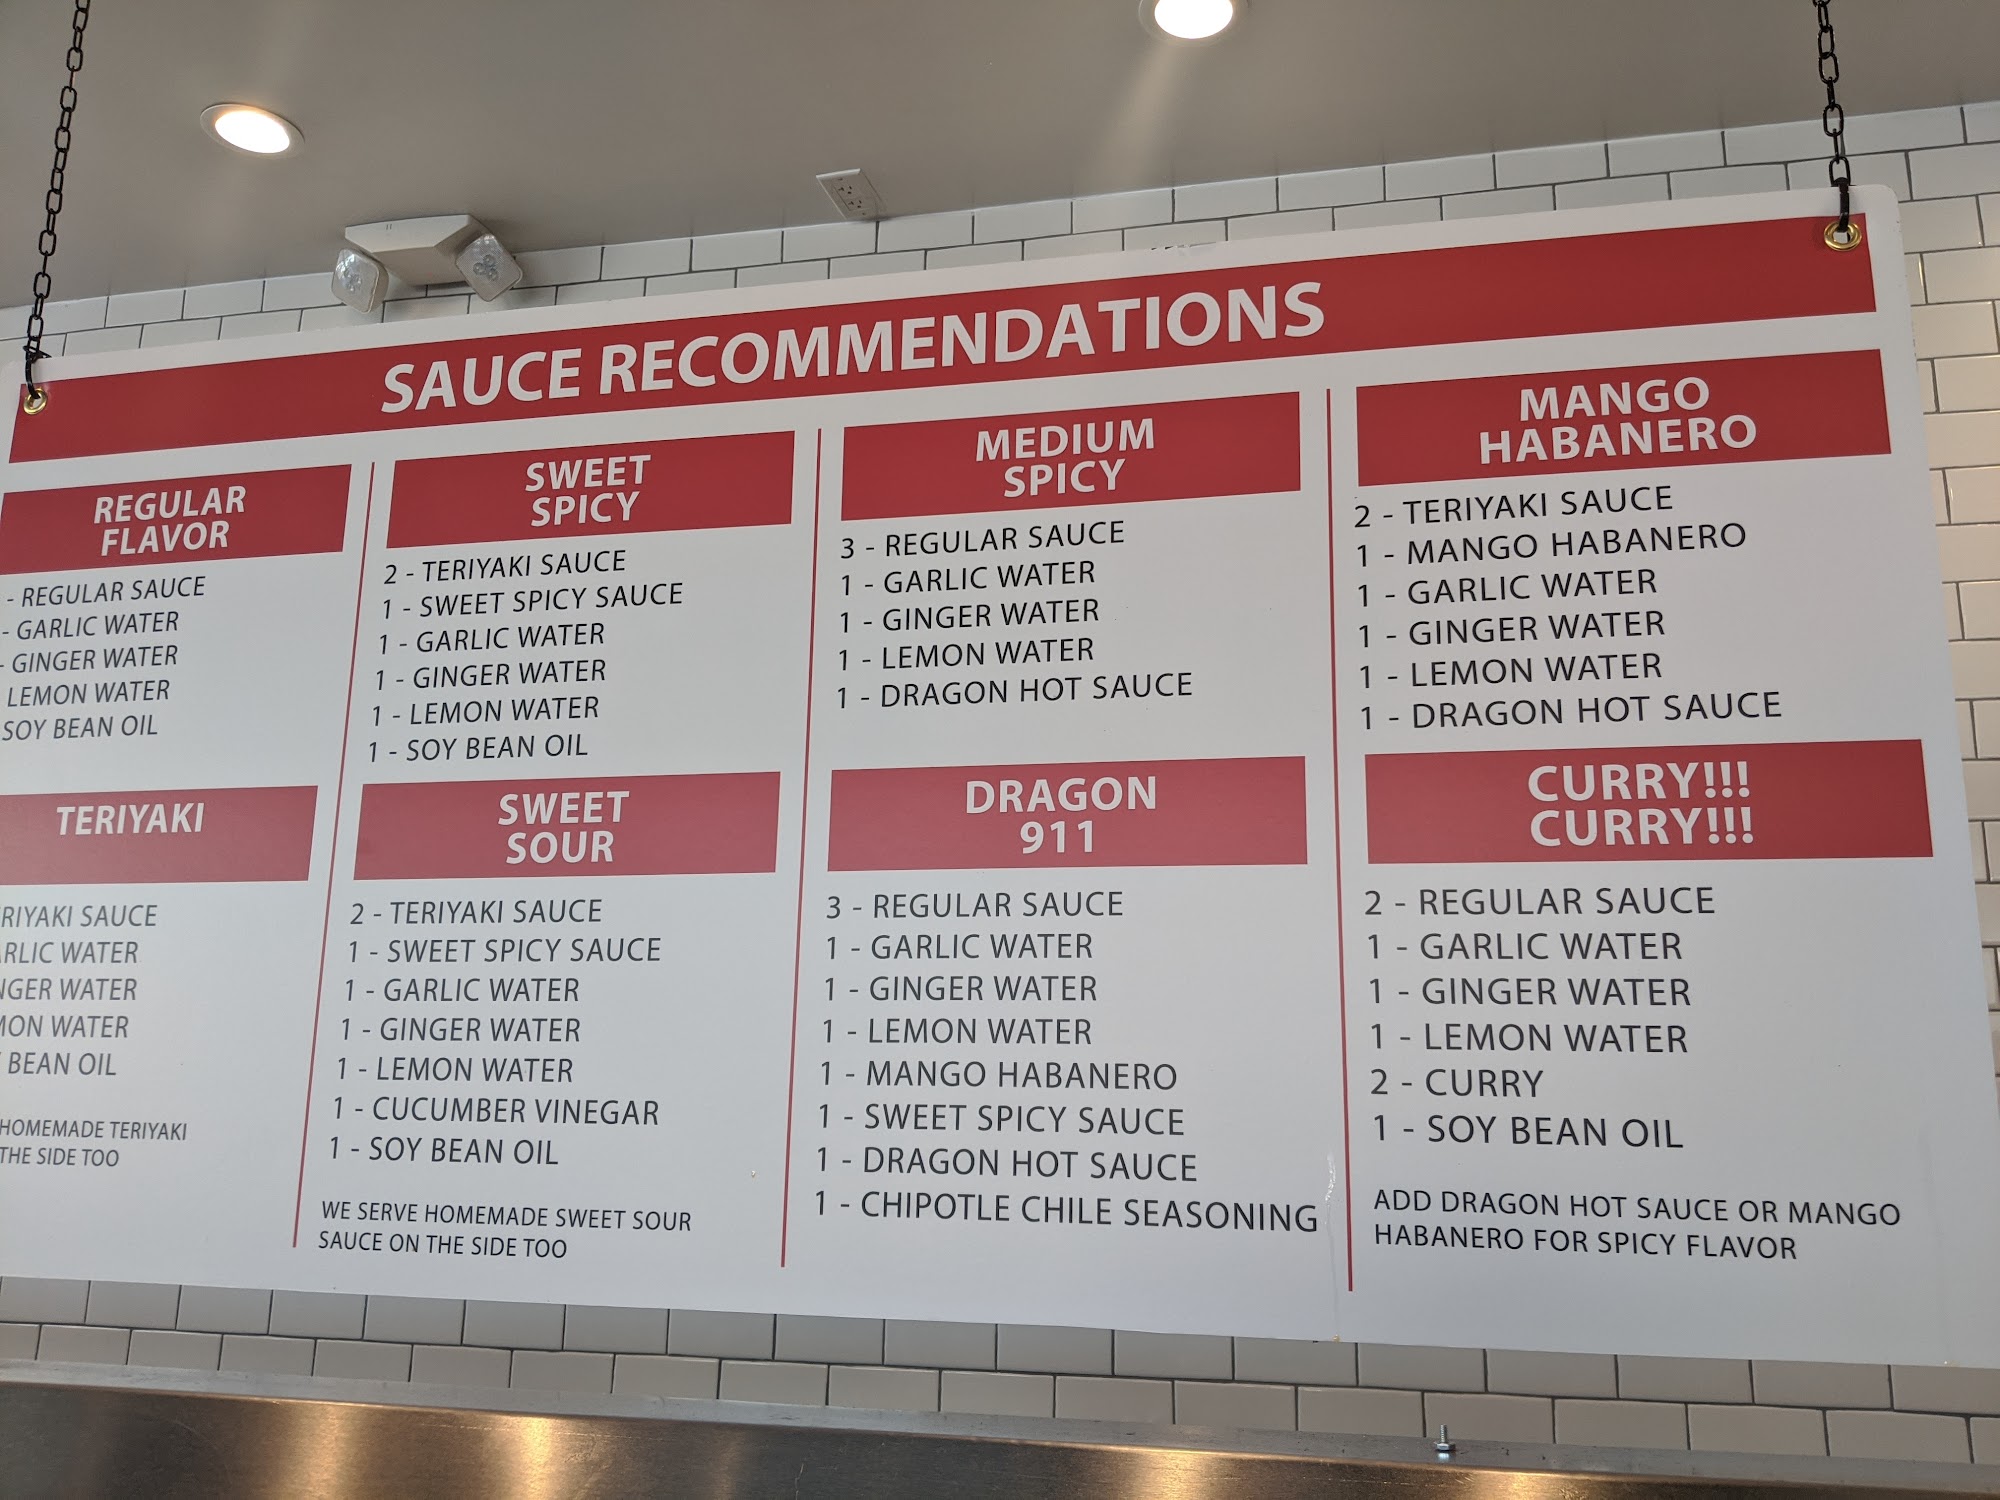 SAUCE RECOMMENDATIONS
REGULAR
FLAVOR
- REGULAR SAUCE
- GARLIC WATER
- GINGER WATER
LEMON WATER
SOY BEAN OIL
TERIYAKI
SAUCE
WATER
WATER
WATER
BEAN OIL
HOMEMADE TERIYAKI
THE SIDE TOO
SWEET
SPICY
2 - TERIYAKI SAUCE
1 - SWEET SPICY SAUCE
1 - GARLIC WATER
1 - GINGER WATER
1 - LEMON WATER
1 - SOY BEAN OIL
SWEET
SOUR
2 - TERIYAKI SAUCE
1 - SWEET SPICY SAUCE
1 - GARLIC WATER
1 - GINGER WATER
1 - LEMON WATER
1 - CUCUMBER VINEGAR
1 - SOY BEAN OIL
WE SERVE HOMEMADE SWEET SOUR
SAUCE ON THE SIDE TOO
MEDIUM
SPICY
3 - REGULAR SAUCE
1 - GARLIC WATER
1 - GINGER WATER
1 - LEMON WATER
1 - DRAGON HOT SAUCE
DRAGON
911
3 - REGULAR SAUCE
1 - GARLIC WATER
1 - GINGER WATER
1 - LEMON WATER
1 - MANGO HABANERO
1 - SWEET SPICY SAUCE
1 - DRAGON HOT SAUCE
1 - CHIPOTLE CHILE SEASONING
MANGO
HABANERO
2 - TERIYAKI SAUCE
1 - MANGO HABANERO
1 - GARLIC WATER
1 - GINGER WATER
1 - LEMON WATER
1 - DRAGON HOT SAUCE
CURRY!!!
CURRY!!!
2 - REGULAR SAUCE
1 - GARLIC WATER
1 - GINGER WATER
1 - LEMON WATER
2 - CURRY
1 - SOY BEAN OIL
ADD DRAGON HOT SAUCE OR MANGO
HABANERO FOR SPICY FLAVOR